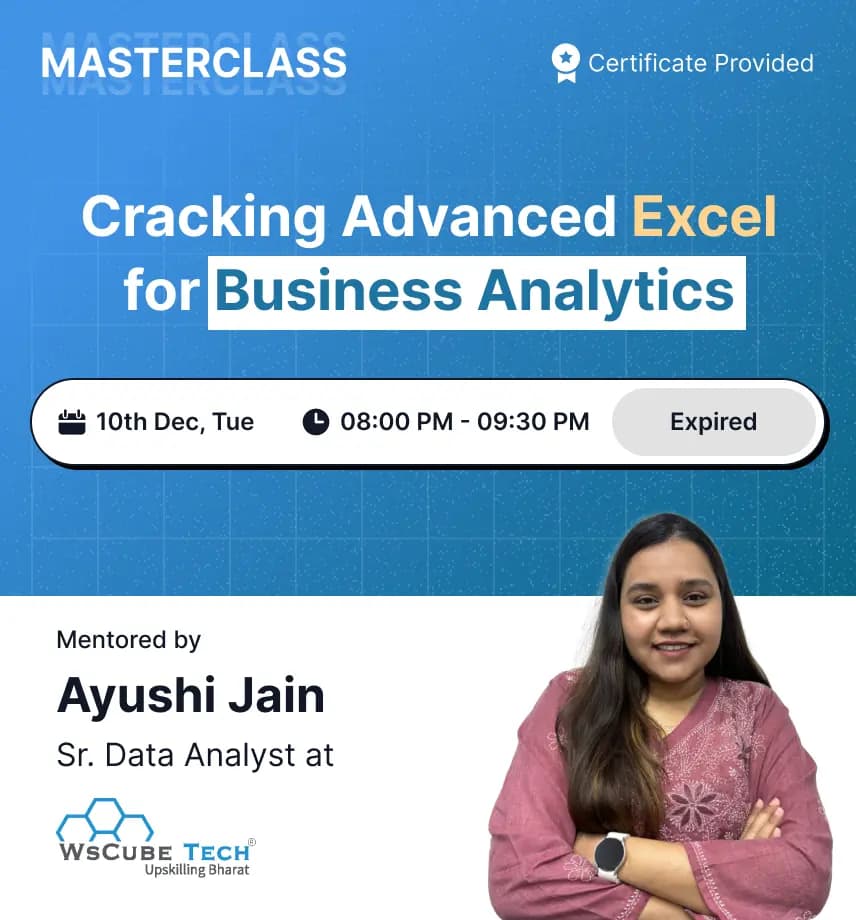 MASTERCLASS
Certificate Provided
Cracking Advanced Excel
for Business Analytics
10th Dec, Tue 08:00 PM - 09:30 PM Expired
Mentored by
Ayushi Jain
Sr. Data Analyst at
WsCube Tech®
Upskilling Bharat